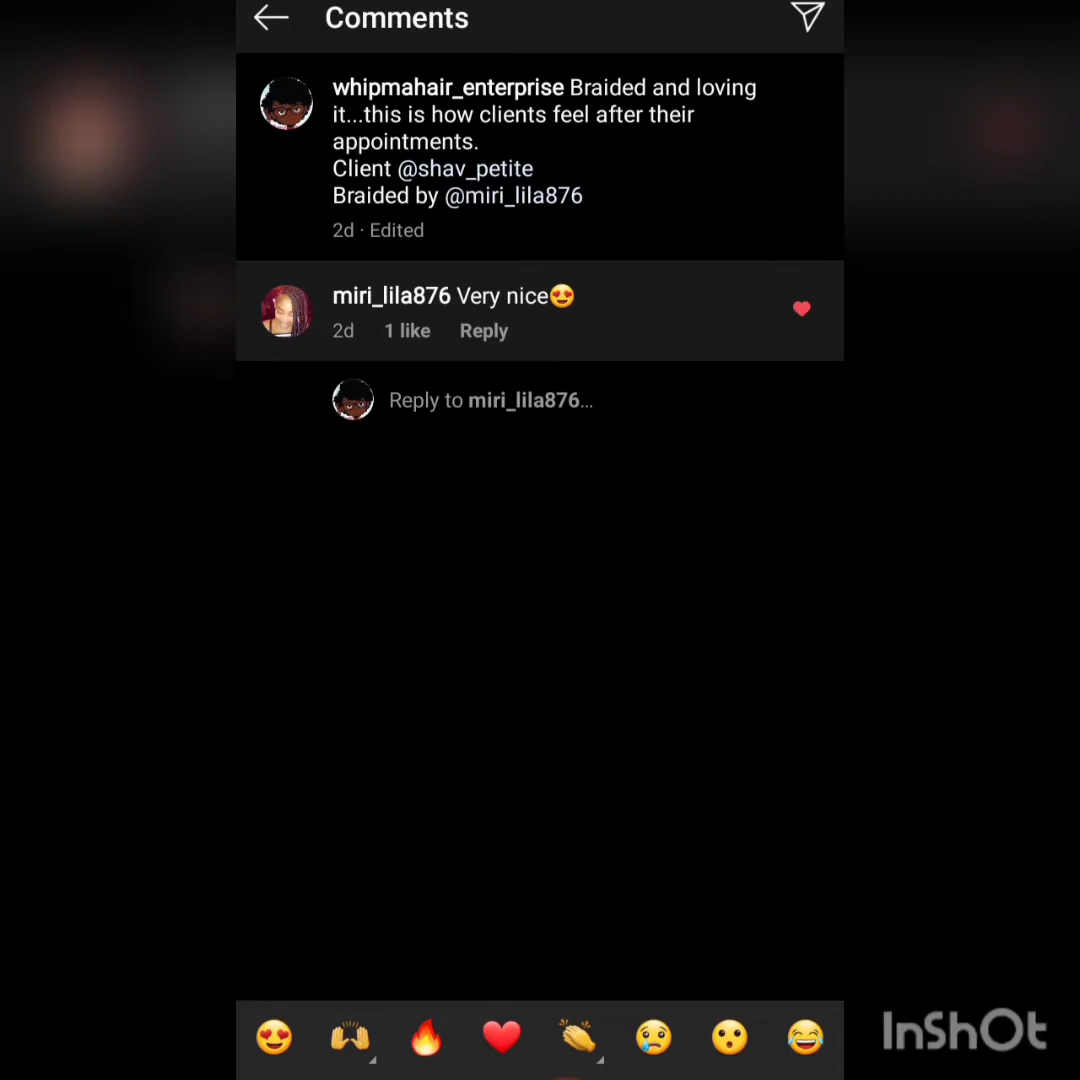 Comments
whipmahair_enterprise Braided and loving
it...this is how clients feel after their
appointments.
Client @shav_petite
Braided by @miri_lila876
2d · Edited
miri_lila876 Very nice😍
2d 1 like Reply
Reply to miri_lila876...
InShOt